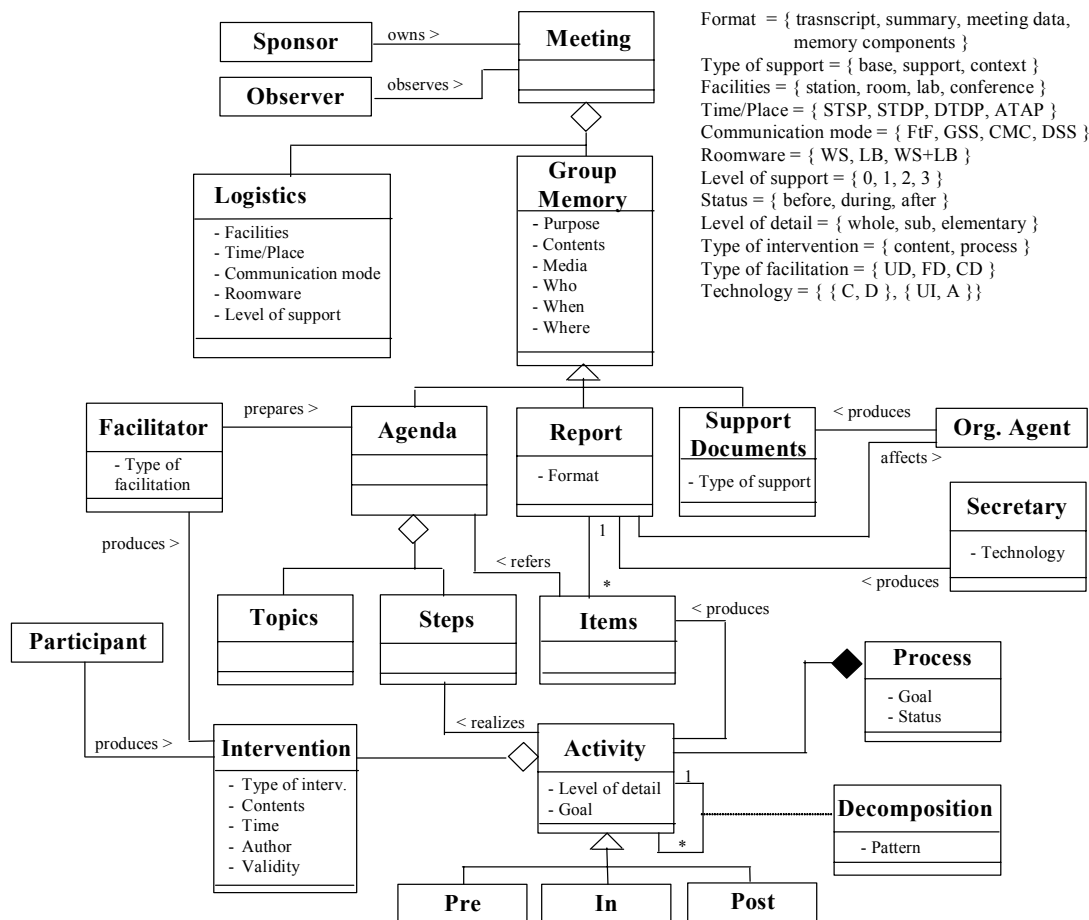 Sponsor
owns >
Meeting
Observer
observes >
Format = { trasnscript, summary, meeting data,
memory components }
Type of support = { base, support, context }
Facilities = { station, room, lab, conference }
Time/Place = { STSP, STDP, DTDP, ATAP }
Communication mode = { FtF, GSS, CMC, DSS }
Roomware = { WS, LB, WS+LB }
Level of support = { 0, 1, 2, 3 }
Status = { before, during, after }
Level of detail = { whole, sub, elementary }
Type of intervention = { content, process }
Type of facilitation = { UD, FD, CD }
Technology = { { C, D }, { UI, A }}
Logistics
- Facilities
- Time/Place
- Communication mode
- Roomware
- Level of support
Group
Memory
- Purpose
- Contents
- Media
- Who
- When
- Where
Facilitator
- Type of
facilitation
prepares >
Agenda
Report
- Format
Support
Documents
- Type of support
< produces
Org. Agent
affects >
Secretary
- Technology
< produces
produces >
< refers
1
*
Topics
Steps
Items
< produces
Participant
Process
- Goal
- Status
produces >
< realizes
Intervention
- Type of interv.
- Contents
- Time
- Author
- Validity
Activity
- Level of detail
- Goal
1
*
Decomposition
- Pattern
Pre
In
Post